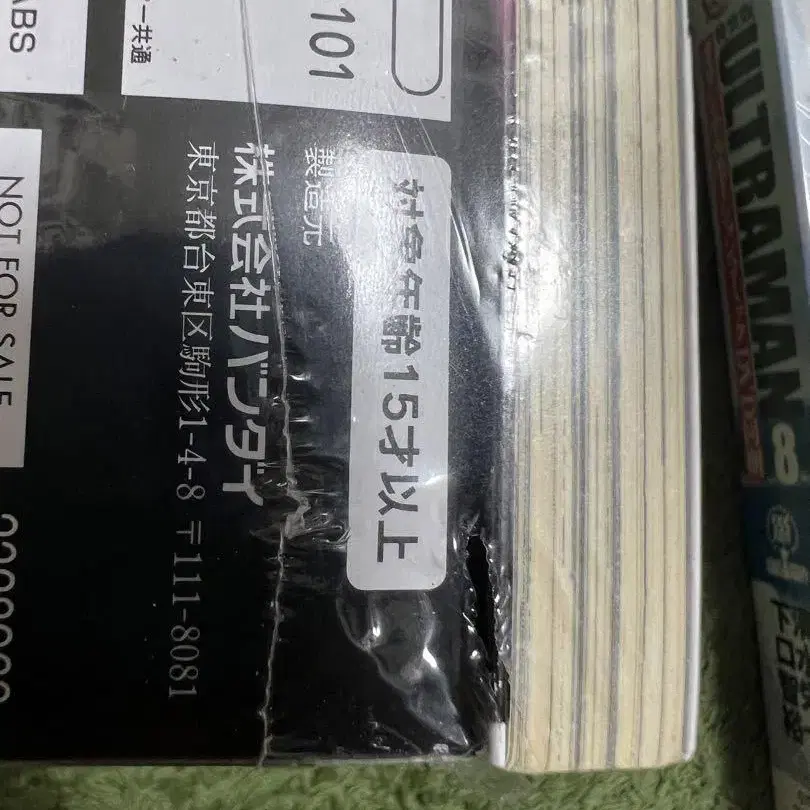 ULTRAMAN 8
101
対象年齢15才以上
製造元
株式会社バンダイ
東京都台東区駒形1-4-8 〒111-8081
共通
ABS
NOT FOR SALE